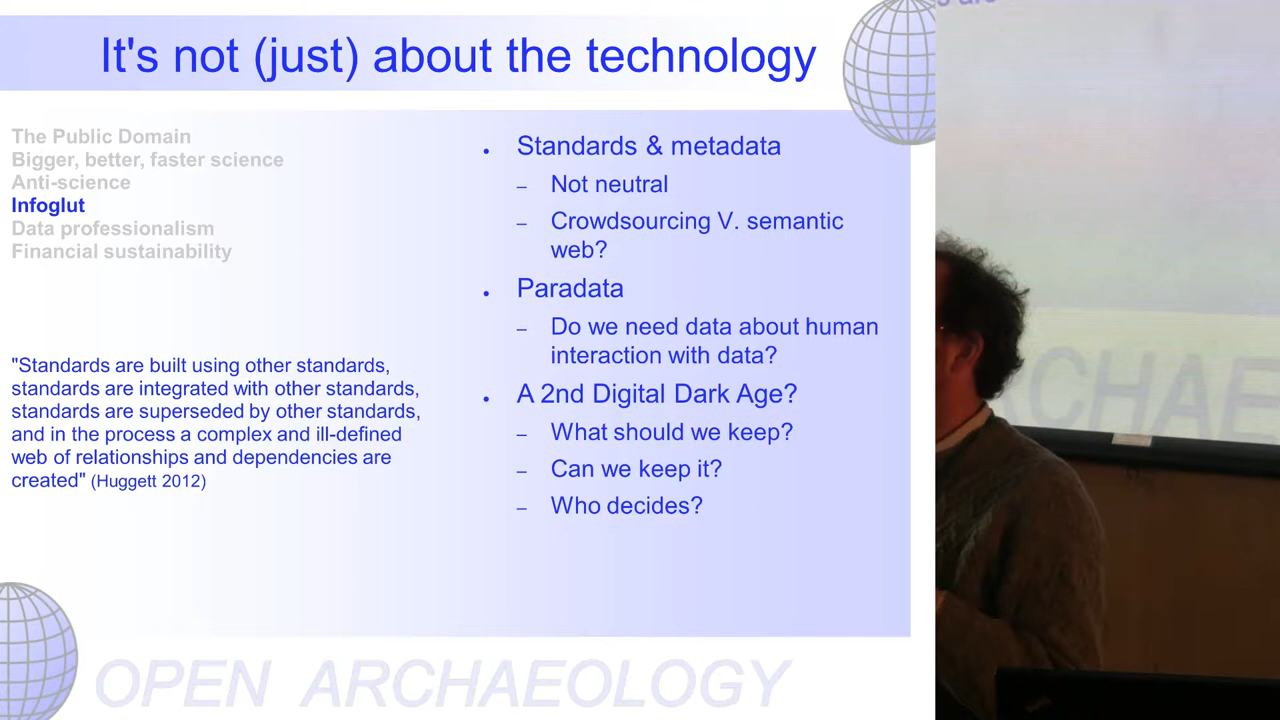 It's not (just) about the technology
The Public Domain
Bigger, better, faster science
Anti-science
Infoglut
Data professionalism
Financial sustainability
"Standards are built using other standards,
standards are integrated with other standards,
standards are superseded by other standards,
and in the process a complex and ill-defined
web of relationships and dependencies are
created" (Huggett 2012)
• Standards & metadata
– Not neutral
– Crowdsourcing V. semantic
web?
• Paradata
– Do we need data about human
interaction with data?
• A 2nd Digital Dark Age?
– What should we keep?
– Can we keep it?
– Who decides?
OPEN ARCHAEOLOGY
s are
CHAE